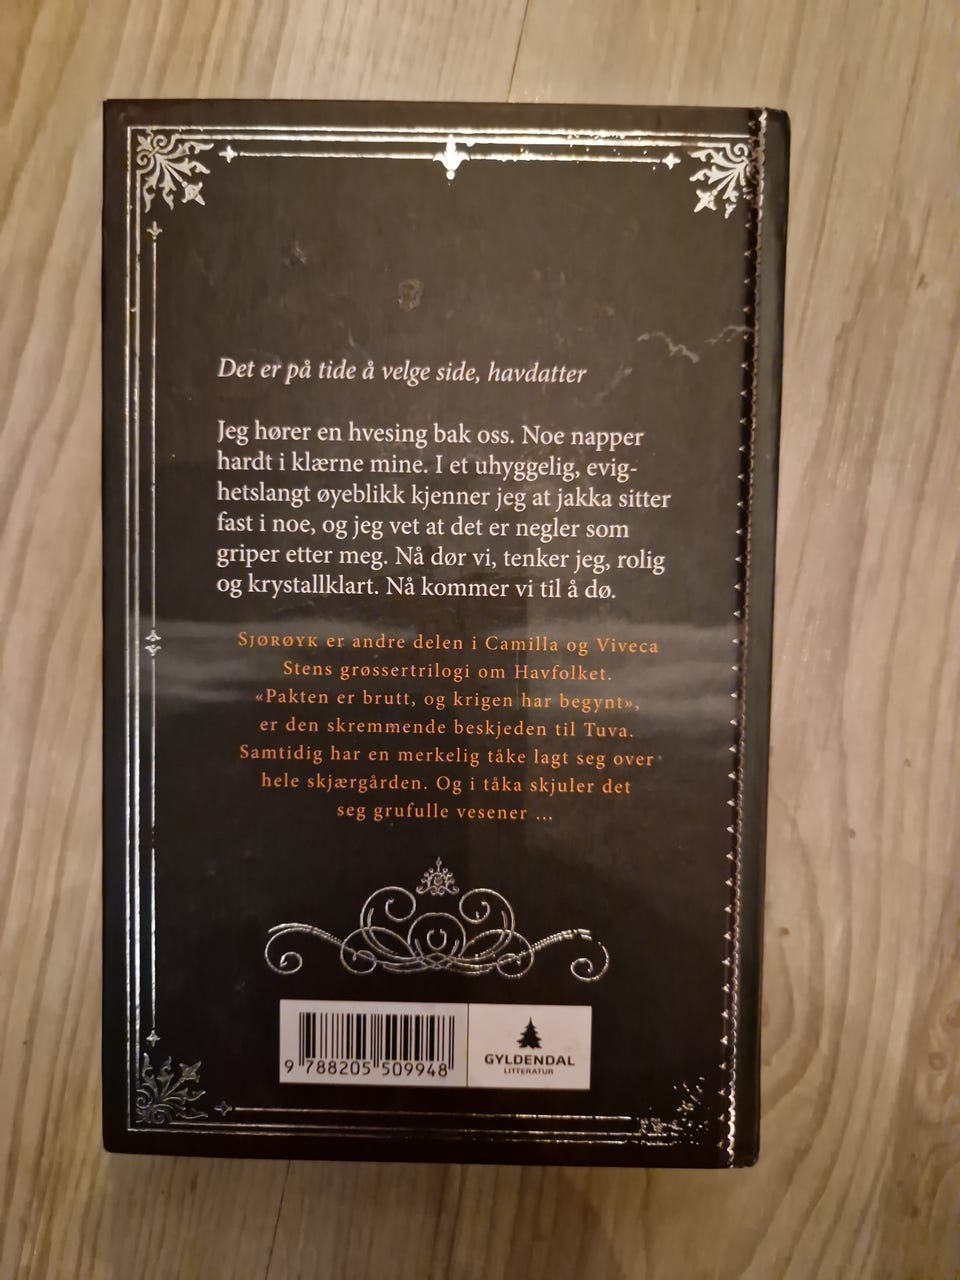 Det er på tide å velge side, havdatter
Jeg hører en hvesing bak oss. Noe napper
hardt i klærne mine. I et uhyggelig, evig-
hetslangt øyeblikk kjenner jeg at jakka sitter
fast i noe, og jeg vet at det er negler som
griper etter meg. Nå dør vi, tenker jeg, rolig
og krystallklart. Nå kommer vi til å dø.
SJØRØYK er andre delen i Camilla og Viveca
Stens grøssertrilogi om Havfolket.
«Pakten er brutt, og krigen har begynt»,
er den skremmende beskjeden til Tuva.
Samtidig har en merkelig tåke lagt seg over
hele skjærgården. Og i tåka skjuler det
seg grufulle vesener ...
9 788205 509948
GYLDENDAL
LITTERATUR